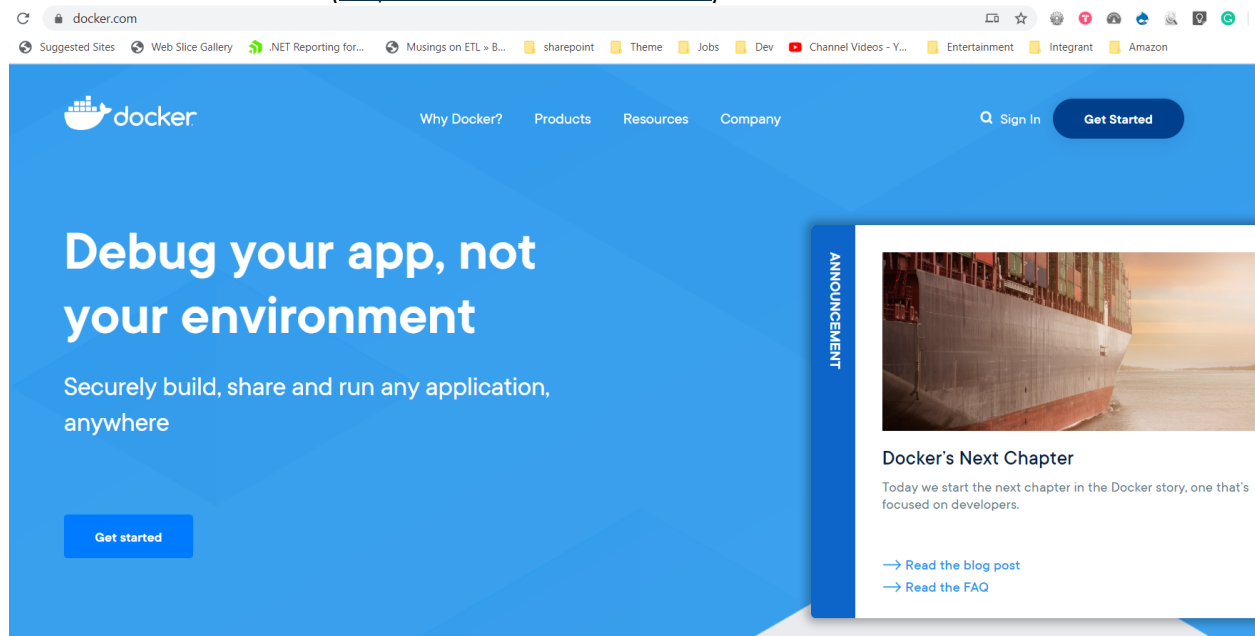 docker.com
Suggested Sites Web Slice Gallery .NET Reporting for... Musings on ETL » B... sharepoint Theme Jobs Dev Channel Videos - Y... Entertainment Integrant Amazon
docker
Why Docker? Products Resources Company Sign In Get Started
Debug your app, not
your environment
Securely build, share and run any application,
anywhere
Get started
ANNOUNCEMENT
Docker's Next Chapter
Today we start the next chapter in the Docker story, one that's
focused on developers.
Read the blog post
Read the FAQ